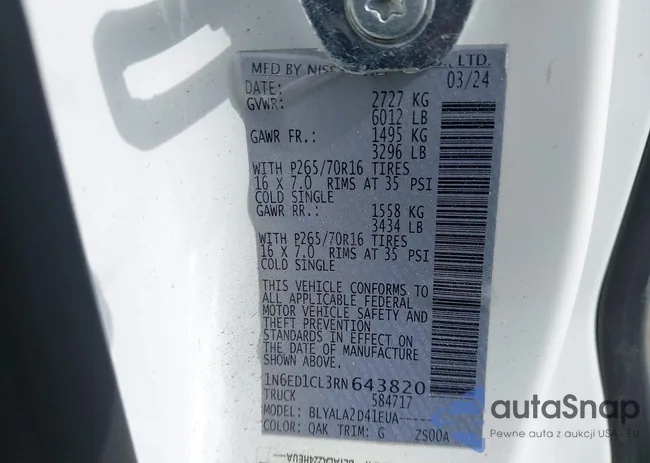 MFD BY NISS LTD.
DATE: 03/24
GVWR: 2727 KG
6012 LB
GAWR FR.: 1495 KG
3296 LB
WITH P265/70R16 TIRES
16 X 7.0 RIMS AT 35 PSI
COLD SINGLE
GAWR RR.: 1558 KG
3434 LB
WITH P265/70R16 TIRES
16 X 7.0 RIMS AT 35 PSI
COLD SINGLE
THIS VEHICLE CONFORMS TO
ALL APPLICABLE FEDERAL
MOTOR VEHICLE SAFETY AND
THEFT PREVENTION
STANDARDS IN EFFECT ON
THE DATE OF MANUFACTURE
SHOWN ABOVE.
1N6ED1CL3RN643820
TRUCK 584717
MODEL: BLYALA2D41EUA-----
COLOR: QAK TRIM: G ZS00A
autoSnap
Pewne auta z aukcji USA - EU